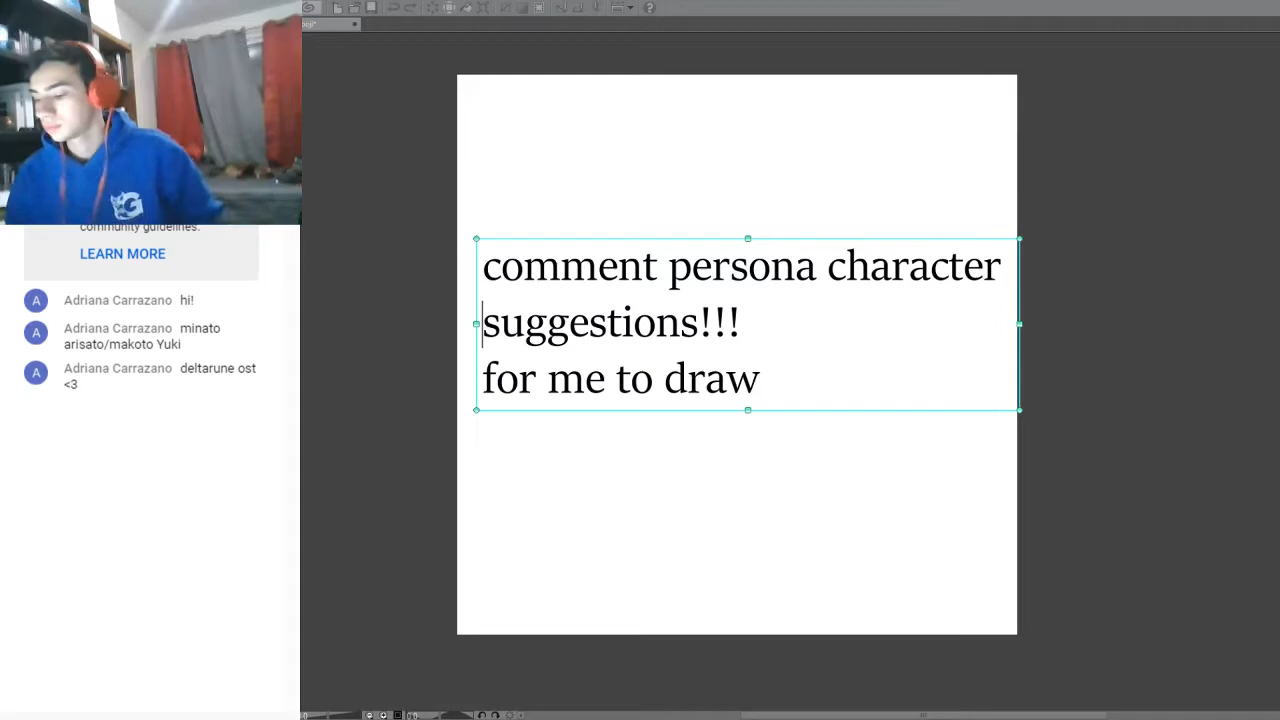 community guidelines.
LEARN MORE
Adriana Carrazano hi!
Adriana Carrazano minato
arisato/makoto Yuki
Adriana Carrazano deltarune ost
<3
A
A
A
G
comment persona character
suggestions!!!
for me to draw